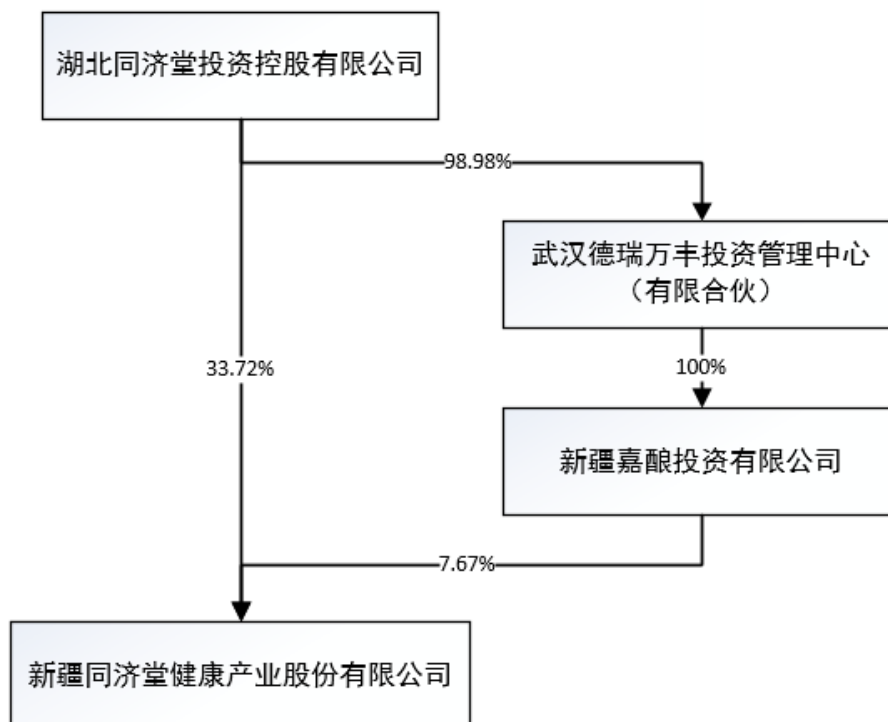 湖北同济堂投资控股有限公司
98.98%
武汉德瑞万丰投资管理中心
（有限合伙）
33.72%
100%
新疆嘉酿投资有限公司
7.67%
新疆同济堂健康产业股份有限公司